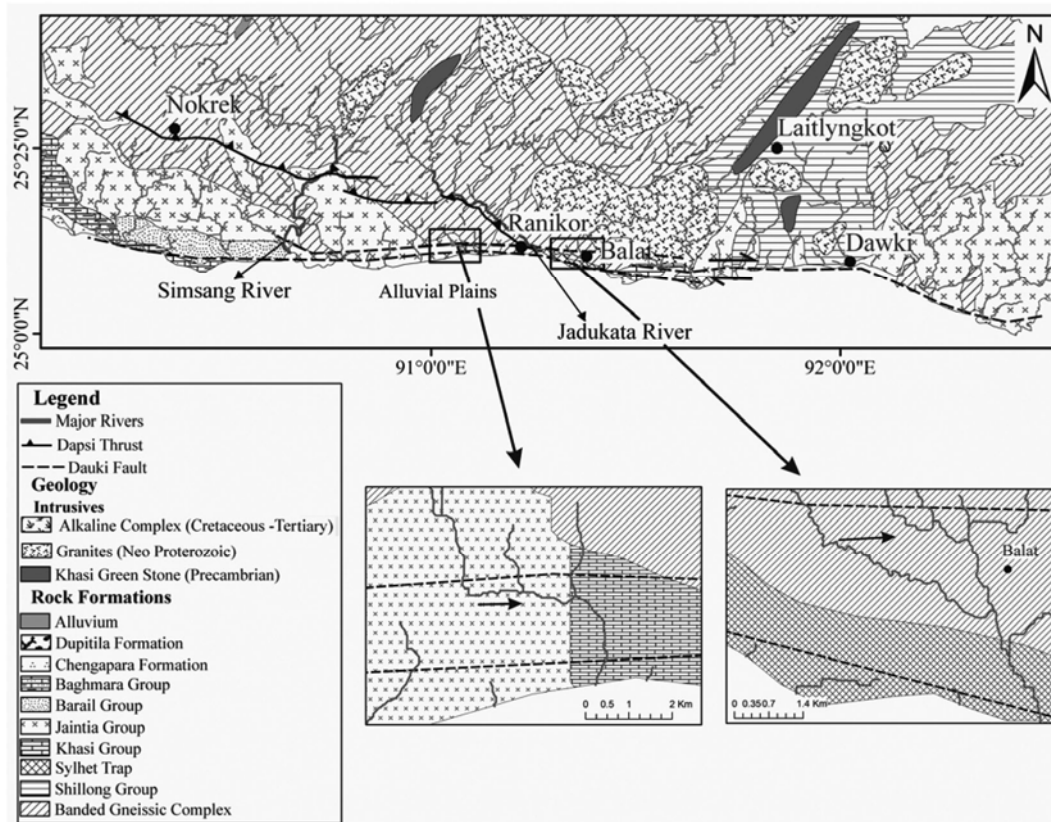 N
Nokrek
Laitlyngkot
25°25'0"N
Ranikor
Balat
Dawki
Simsang River
Alluvial Plains
Jadukata River
25°0'0"N
91°0'0"E
92°0'0"E
Legend
Major Rivers
Dapsi Thrust
Dauki Fault
Geology
Intrusives
Alkaline Complex (Cretaceous -Tertiary)
Granites (Neo Proterozoic)
Khasi Green Stone (Precambrian)
Rock Formations
Alluvium
Dupitila Formation
Chengapara Formation
Baghmara Group
Barail Group
Jaintia Group
Khasi Group
Sylhet Trap
Shillong Group
Banded Gneissic Complex
0 0.5 1 2 Km
Balat
0 0.35 0.7 1.4 Km